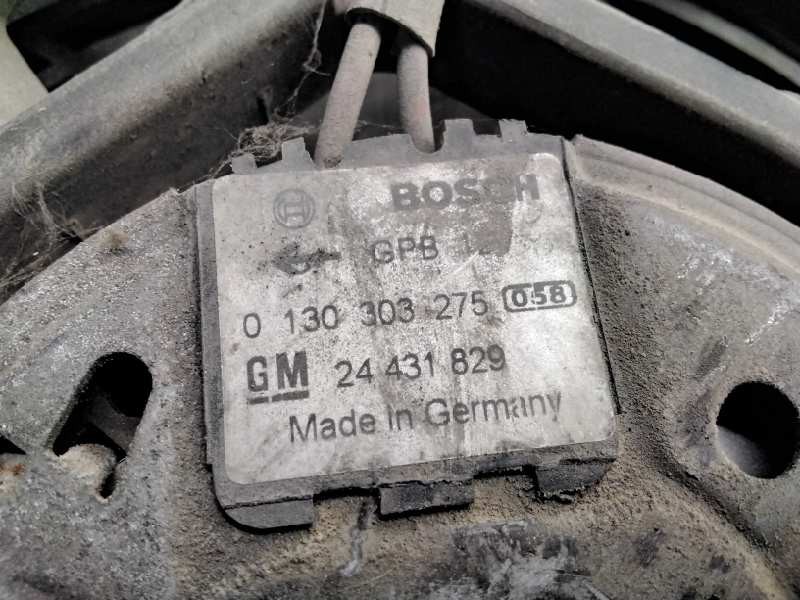 BOSCH
GPB
0 130 303 275 058
GM 24 431 829
Made in Germany